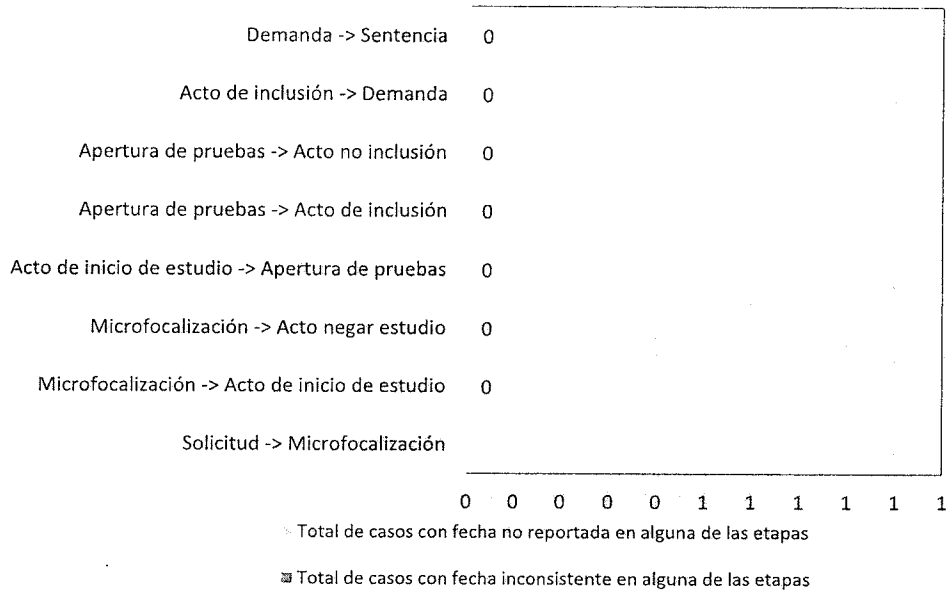 Demanda -> Sentencia 0
Acto de inclusión -> Demanda 0
Apertura de pruebas -> Acto no inclusión 0
Apertura de pruebas -> Acto de inclusión 0
Acto de inicio de estudio -> Apertura de pruebas 0
Microfocalización -> Acto negar estudio 0
Microfocalización -> Acto de inicio de estudio 0
Solicitud -> Microfocalización
0 0 0 0 0 1 1 1 1 1 1
Total de casos con fecha no reportada en alguna de las etapas
Total de casos con fecha inconsistente en alguna de las etapas